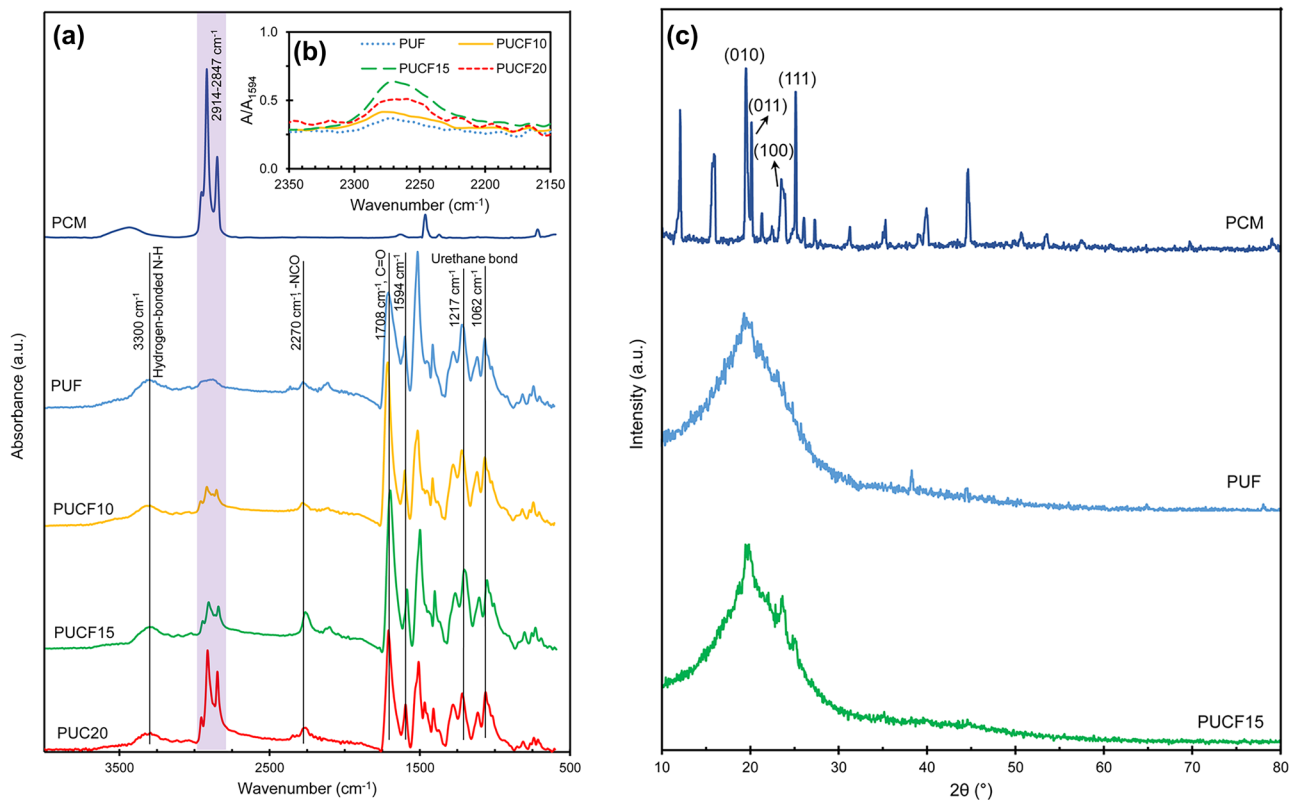 (a)
2914-2847 cm-1
PCM
3300 cm-1
Hydrogen-bonded N-H
2270 cm-1, -NCO
1708 cm-1, C=O
1594 cm-1
Urethane bond
1217 cm-1
1062 cm-1
PUF
PUCF10
PUCF15
PUC20
Absorbance (a.u.)
3500 2500 1500 500
Wavenumber (cm-1)
(b)
PUF PUCF10
PUCF15 PUCF20
A/A1594
1.0
0.5
0.0
2350 2300 2250 2200 2150
Wavenumber (cm-1)
(c)
(010)
(111)
(011)
(100)
PCM
PUF
PUCF15
Intensity (a.u.)
10 20 30 40 50 60 70 80
2θ (°)